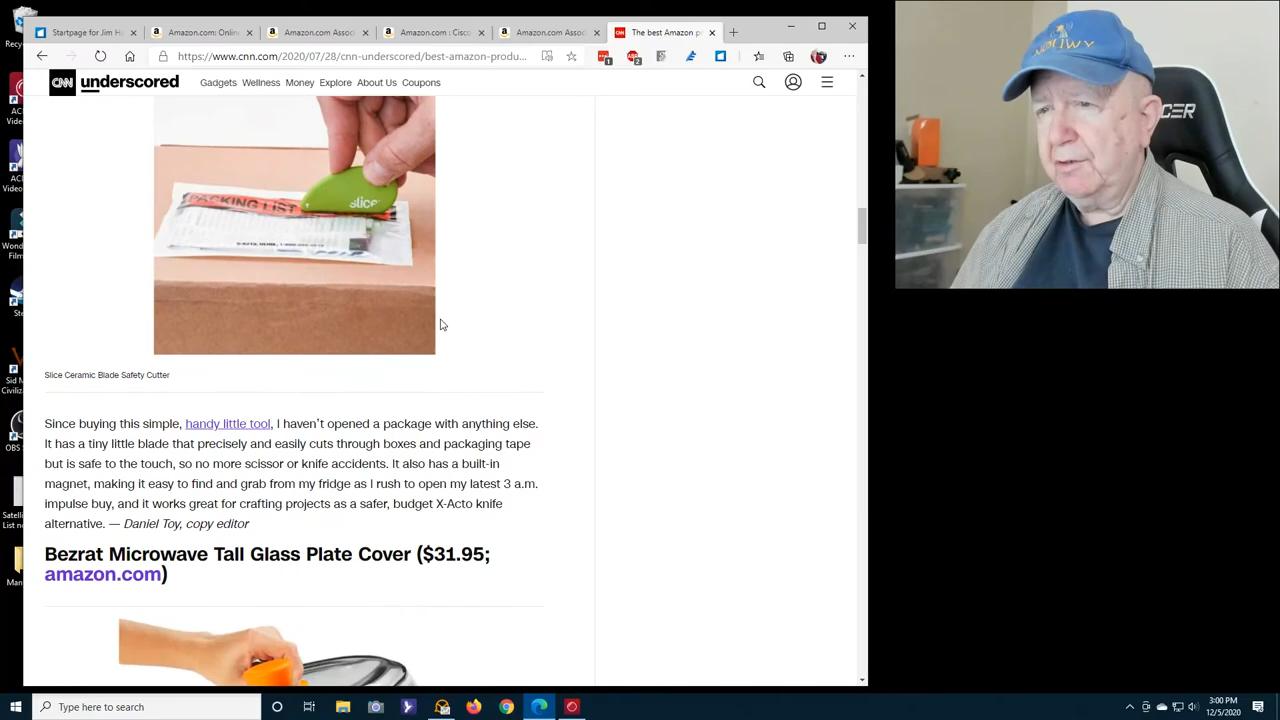 Startpage for Jim H
Amazon.com: Onlin
Amazon.com Associ
Amazon.com : Cisco
Amazon.com Assoc
The best Amazon p
https://www.cnn.com/2020/07/28/cnn-underscored/best-amazon-produ...
CNN underscored
Gadgets Wellness Money Explore About Us Coupons
PACKING LIST
slice
Slice Ceramic Blade Safety Cutter
Since buying this simple, handy little tool, I haven't opened a package with anything else.
It has a tiny little blade that precisely and easily cuts through boxes and packaging tape
but is safe to the touch, so no more scissor or knife accidents. It also has a built-in
magnet, making it easy to find and grab from my fridge as I rush to open my latest 3 a.m.
impulse buy, and it works great for crafting projects as a safer, budget X-Acto knife
alternative. — Daniel Toy, copy editor
Bezrat Microwave Tall Glass Plate Cover ($31.95;
amazon.com)
Type here to search
3:00 PM
12/5/2020